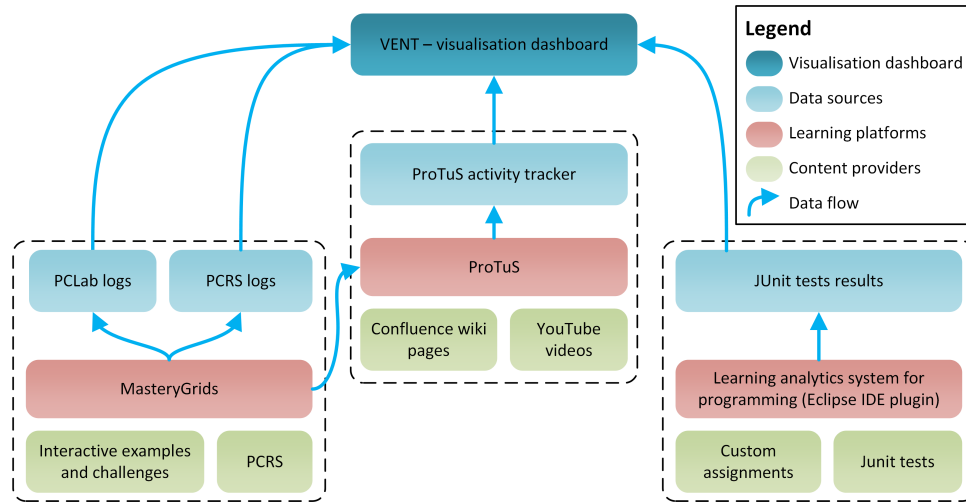 VENT – visualisation dashboard
Legend
Visualisation dashboard
Data sources
Learning platforms
Content providers
Data flow
ProTuS activity tracker
ProTuS
Confluence wiki
pages
YouTube
videos
PCLab logs
PCRS logs
MasteryGrids
Interactive examples
and challenges
PCRS
JUnit tests results
Learning analytics system for
programming (Eclipse IDE plugin)
Custom
assignments
Junit tests